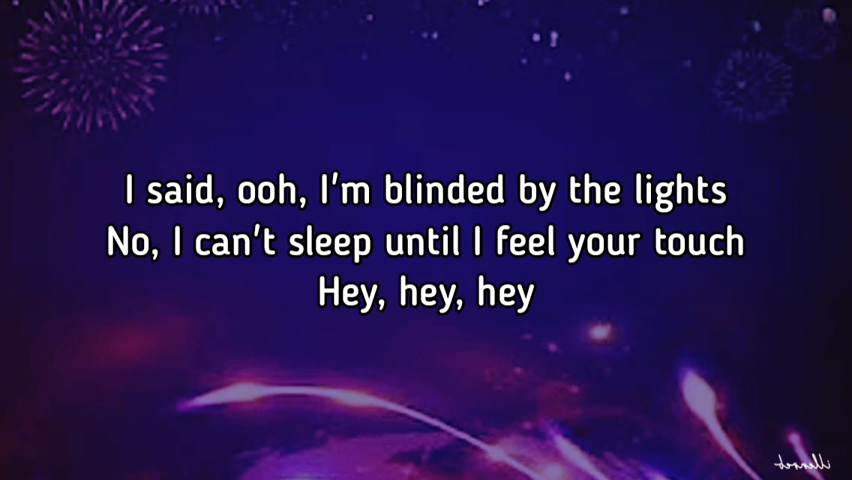 I said, ooh, I'm blinded by the lights
No, I can't sleep until I feel your touch
Hey, hey, hey